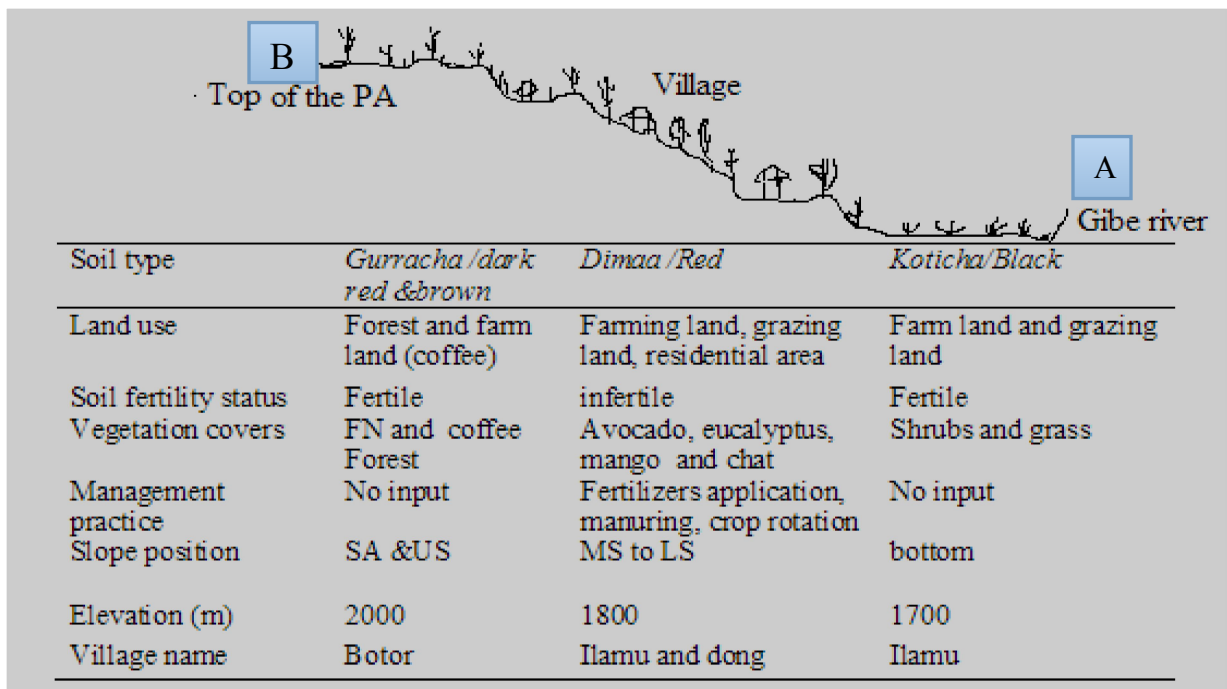 B
Top of the PA
Village
A
Gibe river
Soil type Gurracha /dark Dimaa /Red Koticha/Black
red &brown
Land use Forest and farm Farming land, grazing Farm land and grazing
land (coffee) land, residential area land
Soil fertility status Fertile infertile Fertile
Vegetation covers FN and coffee Avocado, eucalyptus, Shrubs and grass
Forest mango and chat
Management No input Fertilizers application, No input
practice manuring, crop rotation
Slope position SA &US MS to LS bottom
Elevation (m) 2000 1800 1700
Village name Botor Ilamu and dong Ilamu